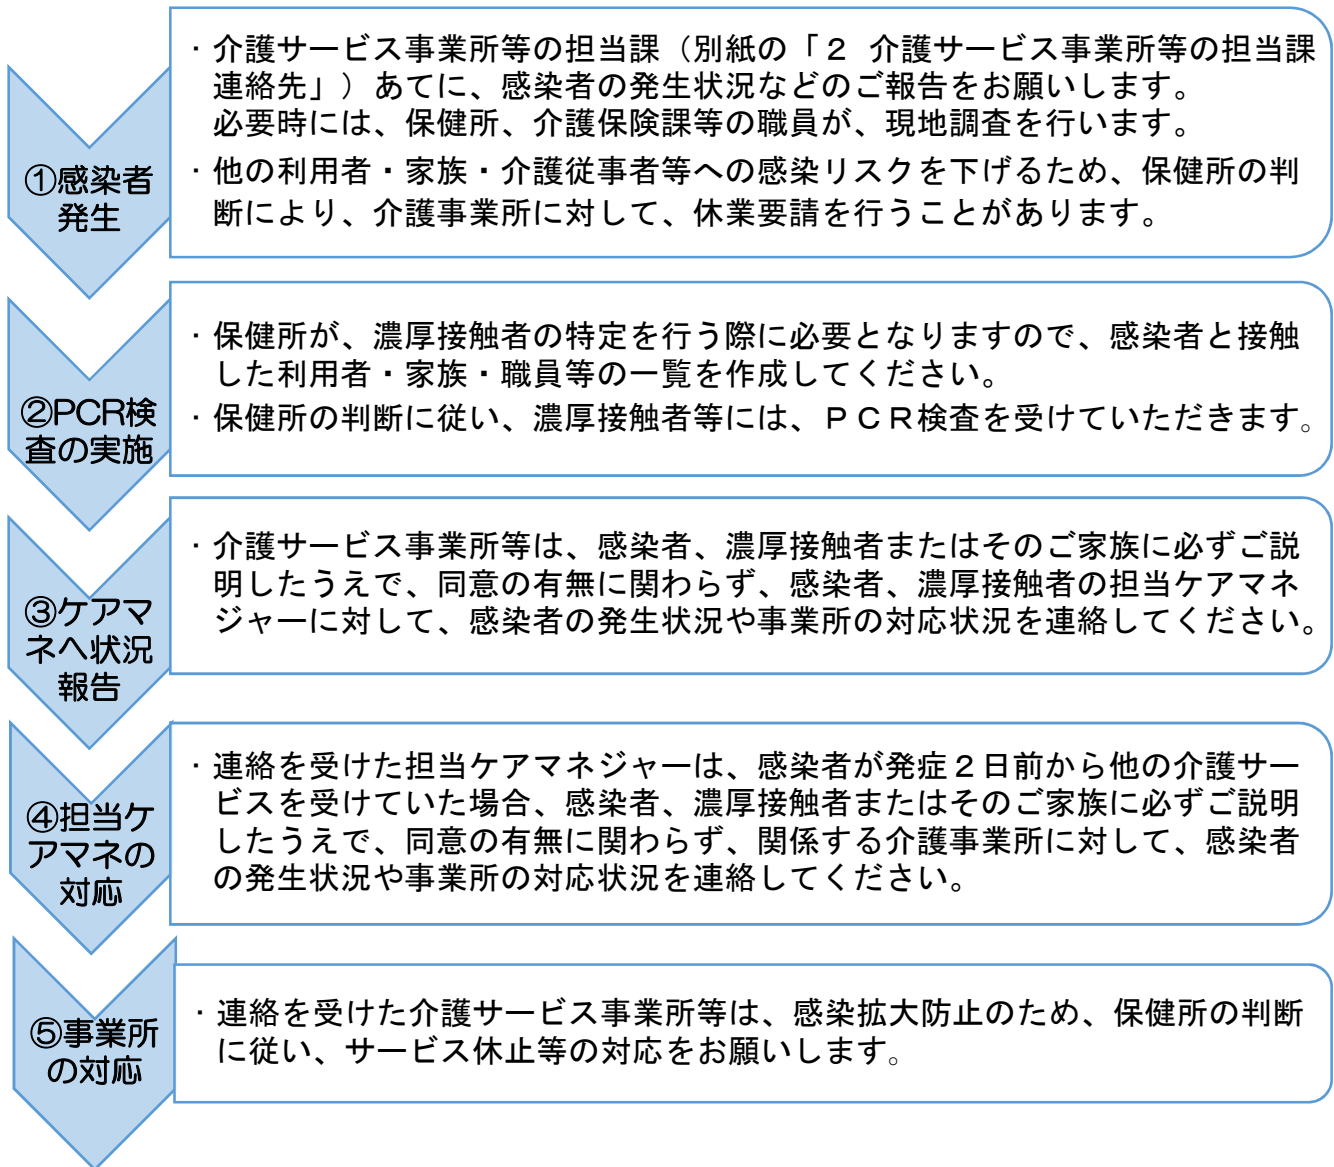 ①感染者
発生
・介護サービス事業所等の担当課（別紙の「２ 介護サービス事業所等の担当課
連絡先」）あてに、感染者の発生状況などのご報告をお願いします。
必要時には、保健所、介護保険課等の職員が、現地調査を行います。
・他の利用者・家族・介護従事者等への感染リスクを下げるため、保健所の判
断により、介護事業所に対して、休業要請を行うことがあります。
②PCR検
査の実施
・保健所が、濃厚接触者の特定を行う際に必要となりますので、感染者と接触
した利用者・家族・職員等の一覧を作成してください。
・保健所の判断に従い、濃厚接触者等には、ＰＣＲ検査を受けていただきます。
③ケアマ
ネへ状況
報告
・介護サービス事業所等は、感染者、濃厚接触者またはそのご家族に必ずご説
明したうえで、同意の有無に関わらず、感染者、濃厚接触者の担当ケアマネ
ジャーに対して、感染者の発生状況や事業所の対応状況を連絡してください。
④担当ケ
アマネの
対応
・連絡を受けた担当ケアマネジャーは、感染者が発症２日前から他の介護サー
ビスを受けていた場合、感染者、濃厚接触者またはそのご家族に必ずご説明
したうえで、同意の有無に関わらず、関係する介護事業所に対して、感染者
の発生状況や事業所の対応状況を連絡してください。
⑤事業所
の対応
・連絡を受けた介護サービス事業所等は、感染拡大防止のため、保健所の判断
に従い、サービス休止等の対応をお願いします。